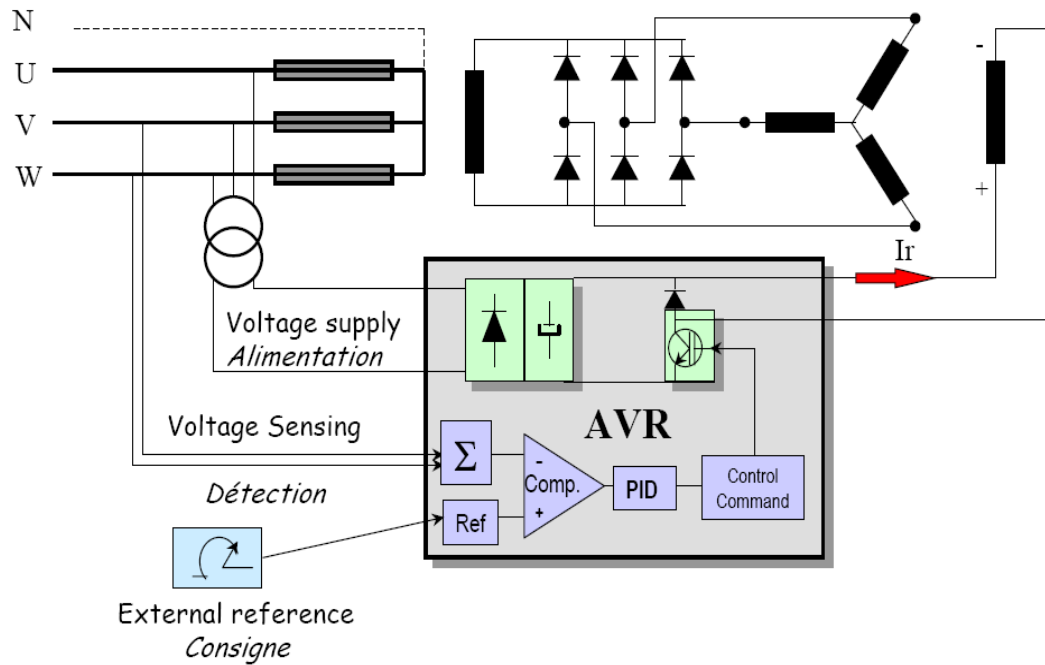 N
U
V
W
-
+
Ir
Voltage supply
Alimentation
Voltage Sensing
Détection
AVR
Σ
-
Comp.
+
PID
Control
Command
Ref
External reference
Consigne